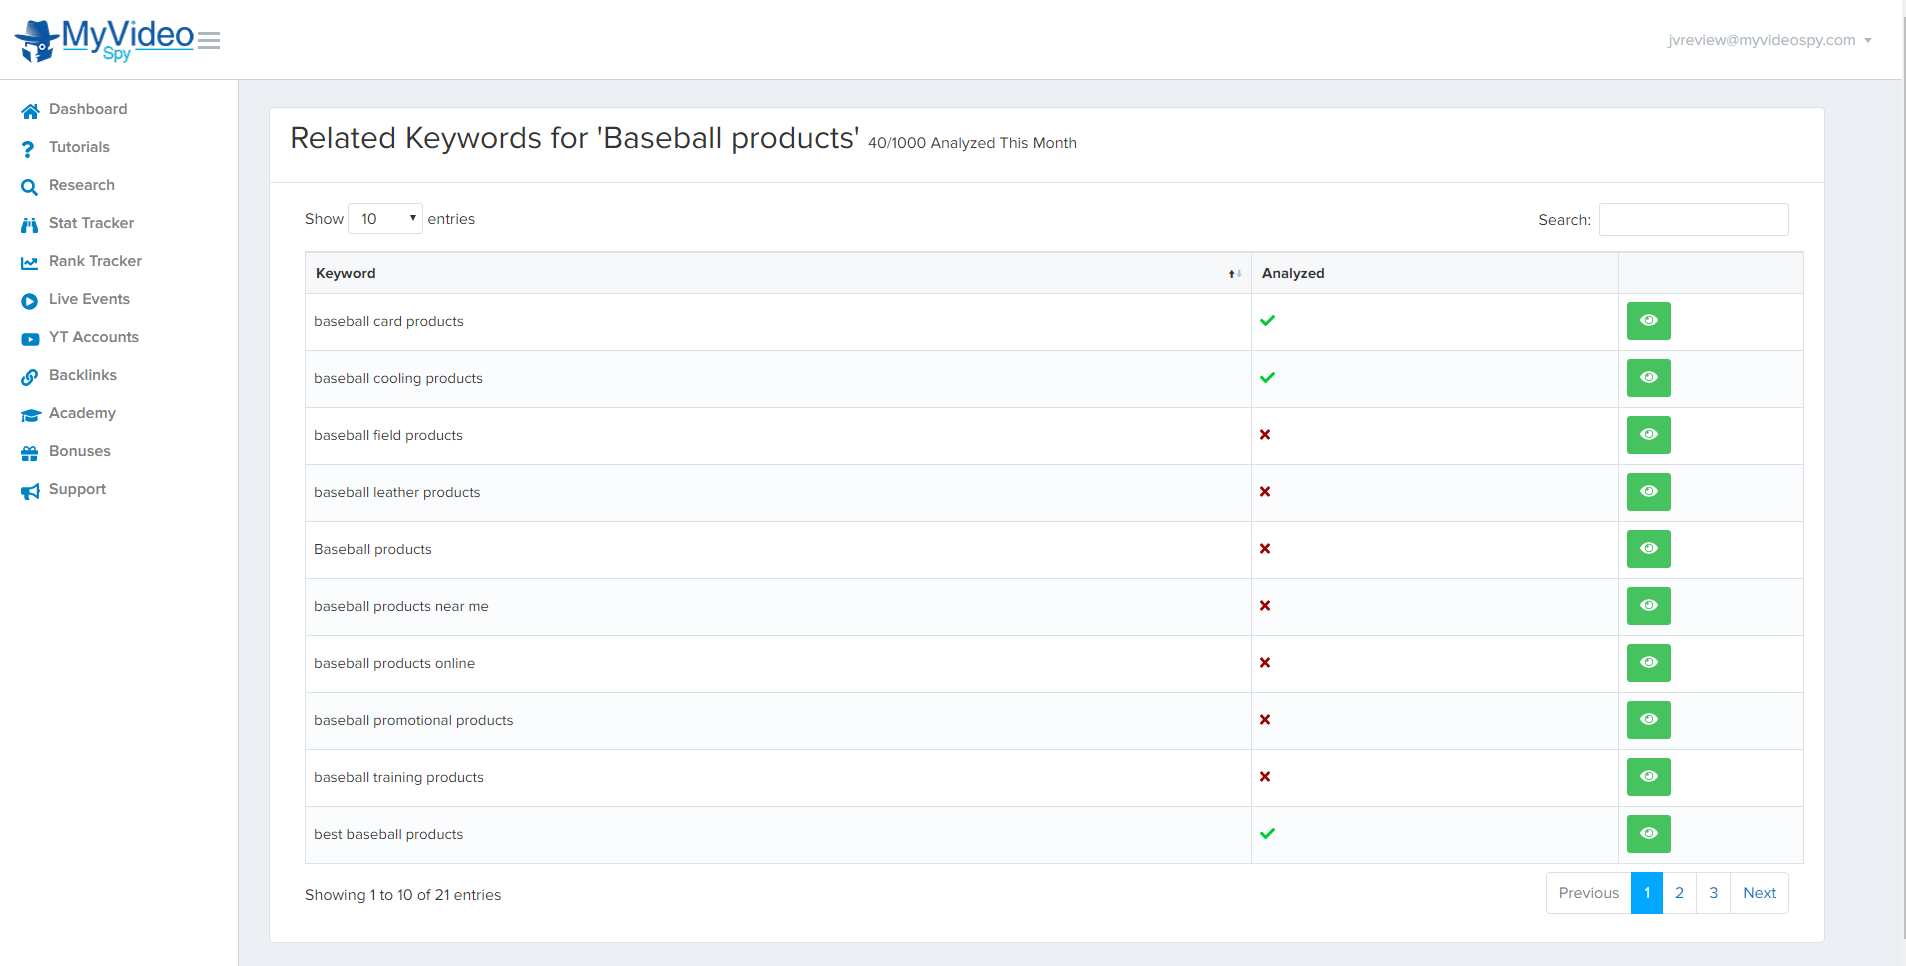 MyVideo
Spy
jvreview@myvideospy.com
Dashboard
Tutorials
Research
Stat Tracker
Rank Tracker
Live Events
YT Accounts
Backlinks
Academy
Bonuses
Support
Related Keywords for 'Baseball products' 40/1000 Analyzed This Month
Show 10 entries
Search:
Keyword Analyzed
baseball card products
baseball cooling products
baseball field products
baseball leather products
Baseball products
baseball products near me
baseball products online
baseball promotional products
baseball training products
best baseball products
Showing 1 to 10 of 21 entries
Previous 1 2 3 Next